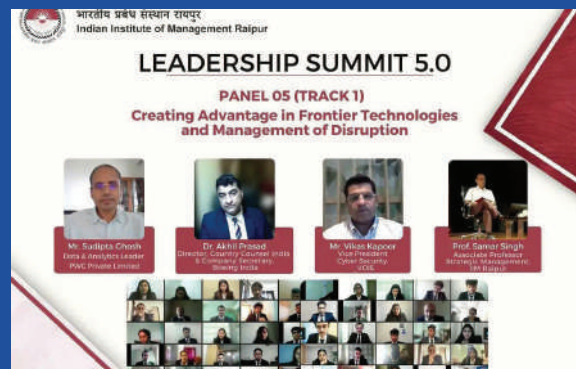 भारतीय प्रबंध संस्थान रायपुर
Indian Institute of Management Raipur
LEADERSHIP SUMMIT 5.0
PANEL 05 (TRACK 1)
Creating Advantage in Frontier Technologies
and Management of Disruption
Mr. Sudipta Ghosh
Data & Analytics Leader
PWC Private Limited
Dr. Akhil Prasad
Director, Country Counsel India
& Company Secretary,
Boeing India
Mr. Vikas Kapoor
Vice President
Cyber Security
VOIS
Prof. Samar Singh
Associate Professor
Strategic Management,
IIM Raipur